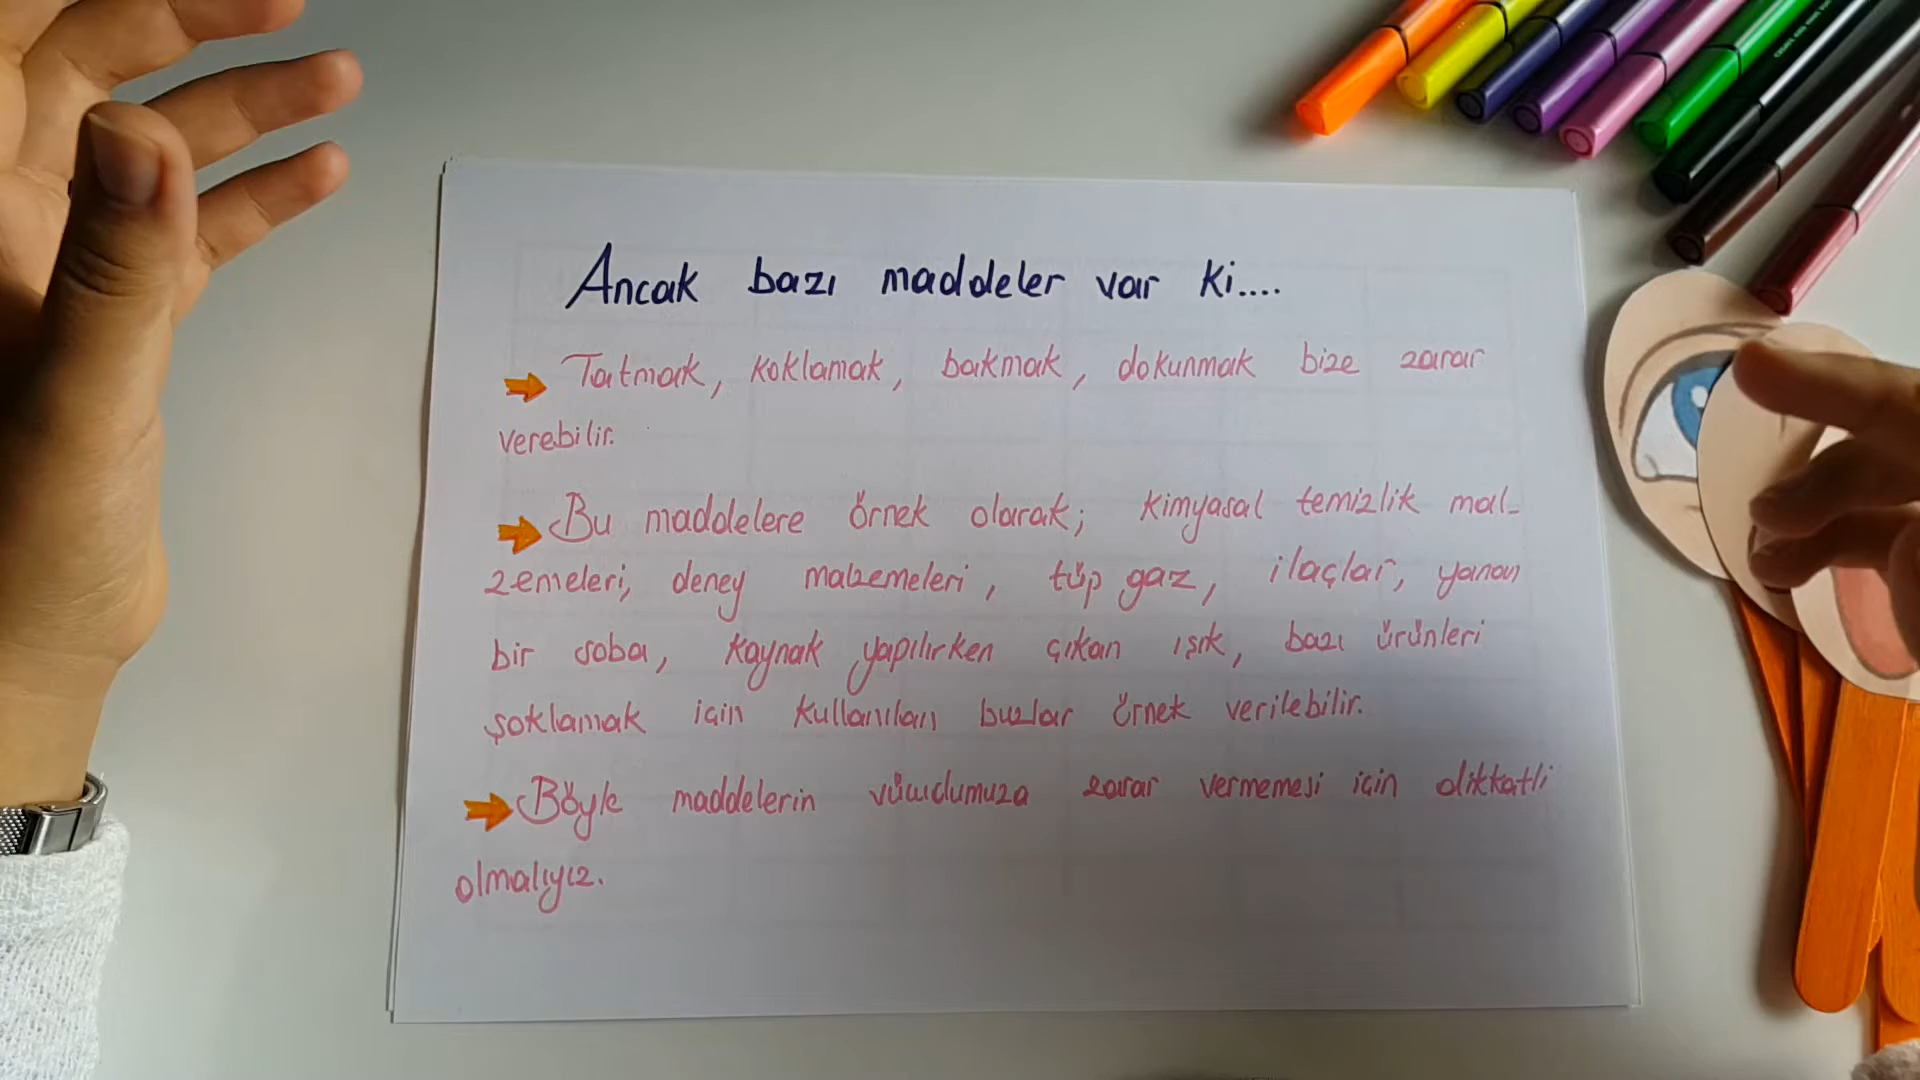 Ancak bazı maddeler var ki....
Tatmak, koklamak, bakmak, dokunmak bize zarar
verebilir.
Bu maddelere örnek olarak; kimyasal temizlik mal-
zemeleri, deney malzemeleri, tüp gaz, ilaçlar, yanan
bir soba, kaynak yapılırken çıkan ışık, bazı ürünleri
şoklamak için kullanılan buzlar örnek verilebilir.
Böyle maddelerin vücudumuza zarar vermemesi için dikkatli
olmalıyız.